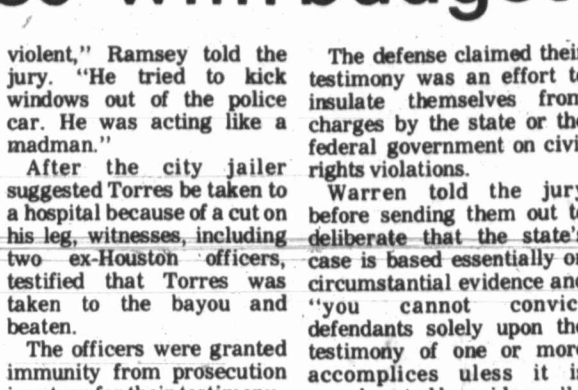 violent," Ramsey told the
jury. "He tried to kick
windows out of the police
car. He was acting like a
madman."
After the city jailer
suggested Torres be taken to
a hospital because of a cut on
his leg, witnesses, including
two ex-Houston officers,
testified that Torres was
taken to the bayou and
beaten.
The officers were granted
immunity from prosecution
The defense claimed their
testimony was an effort t
insulate themselves from
charges by the state or the
federal government on civi
rights violations.
Warren told the jury
before sending them out t
deliberate that the state's
case is based essentially on
circumstantial evidence and
"you cannot convic
defendants solely upon the
testimony of one or more
accomplices uless it i